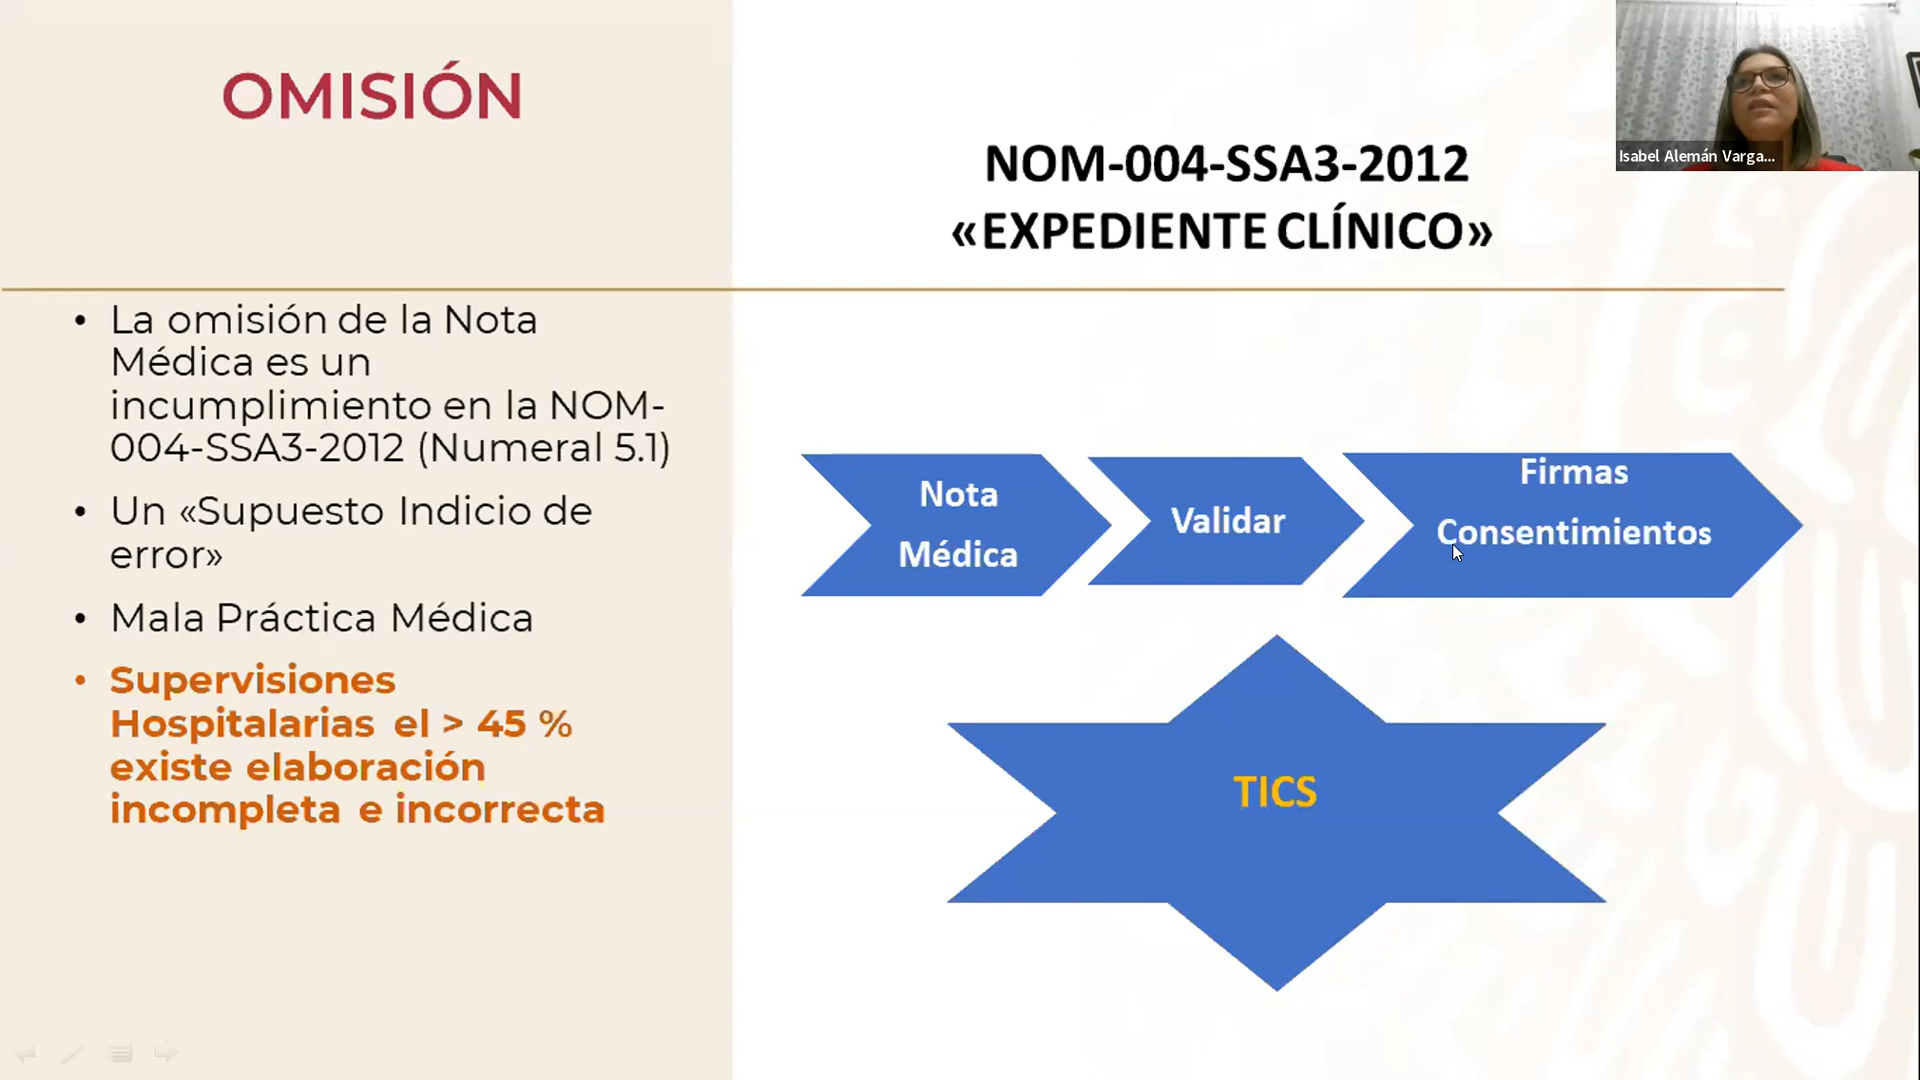 OMISIÓN
NOM-004-SSA3-2012
«EXPEDIENTE CLÍNICO»
Isabel Alemán Varga...
• La omisión de la Nota
Médica es un
incumplimiento en la NOM-
004-SSA3-2012 (Numeral 5.1)
• Un «Supuesto Indicio de
error»
• Mala Práctica Médica
• Supervisiones
Hospitalarias el > 45 %
existe elaboración
incompleta e incorrecta
Nota
Médica
Validar
Firmas
Consentimientos
TICS